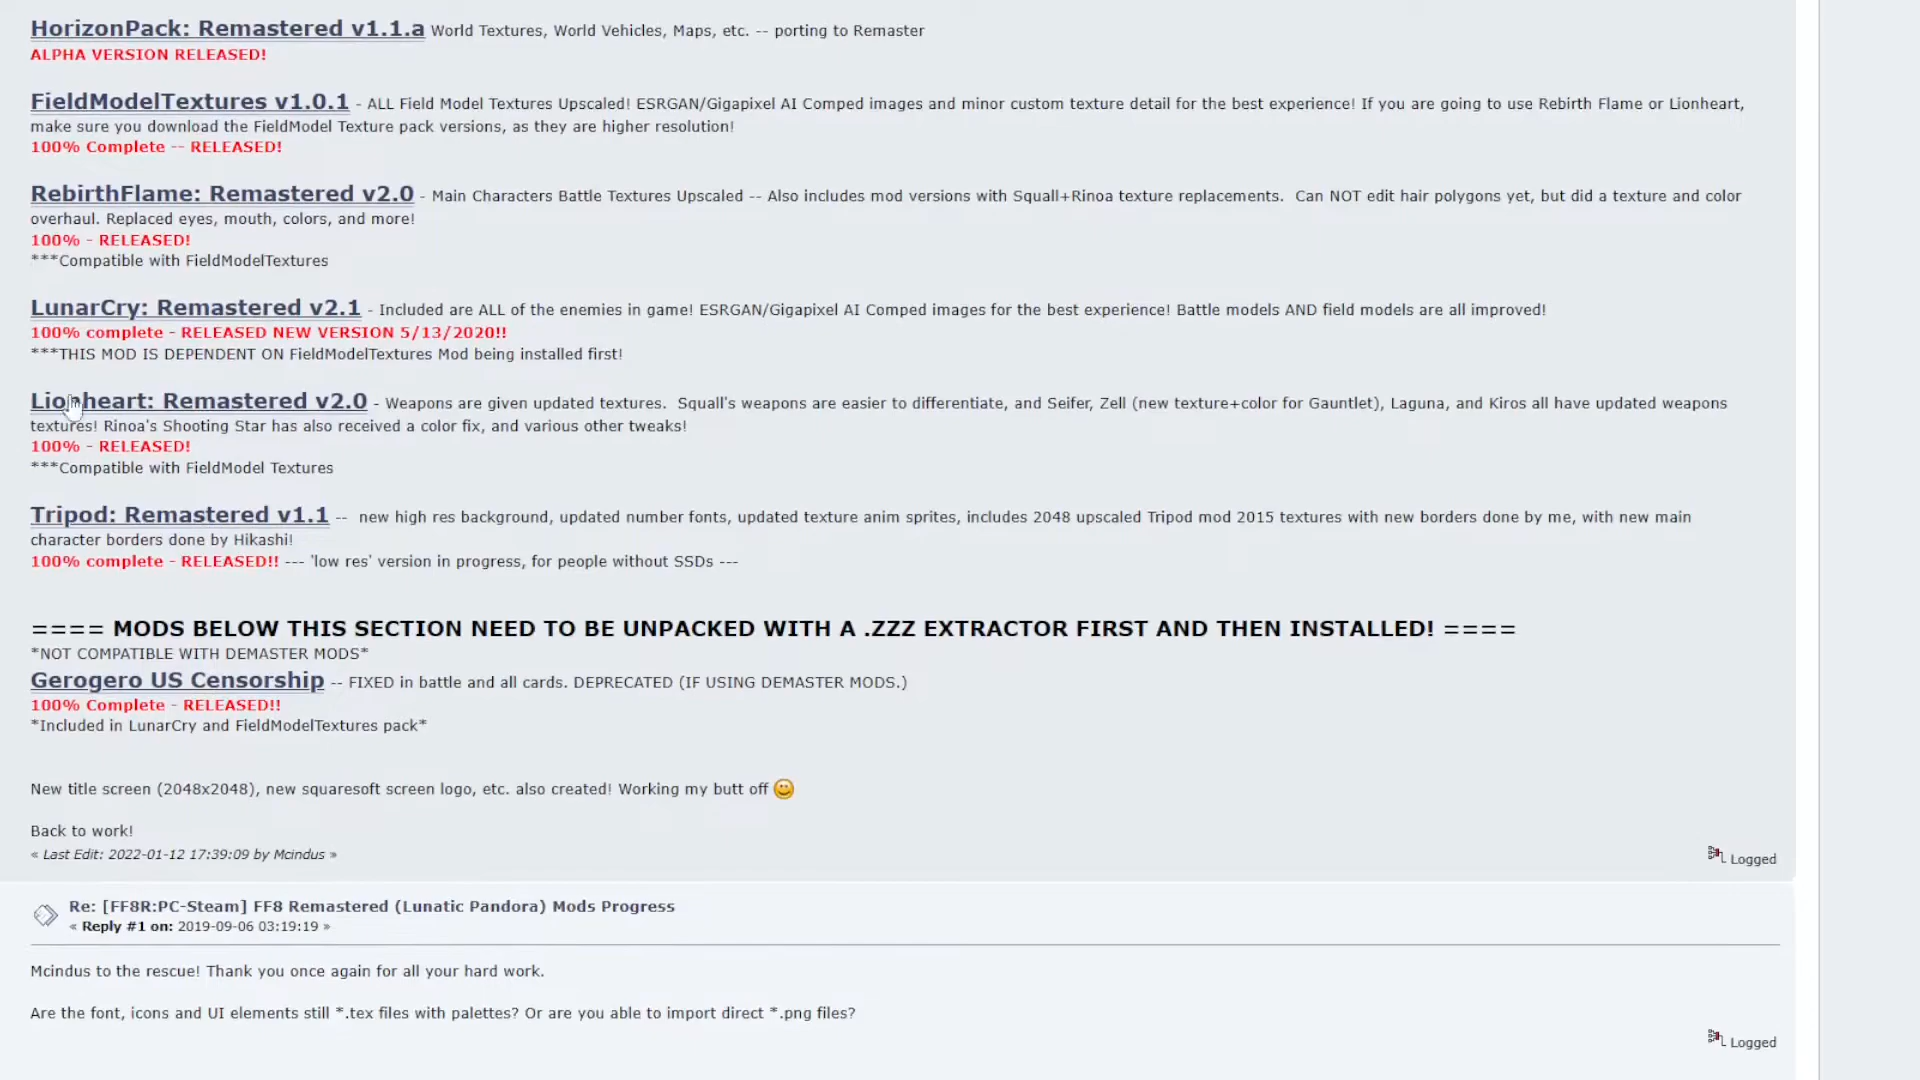 HorizonPack: Remastered v1.1.a World Textures, World Vehicles, Maps, etc. -- porting to Remaster
ALPHA VERSION RELEASED!
FieldModelTextures v1.0.1 - ALL Field Model Textures Upscaled! ESRGAN/Gigapixel AI Comped images and minor custom texture detail for the best experience! If you are going to use Rebirth Flame or Lionheart,
make sure you download the FieldModel Texture pack versions, as they are higher resolution!
100% Complete -- RELEASED!
RebirthFlame: Remastered v2.0 - Main Characters Battle Textures Upscaled -- Also includes mod versions with Squall+Rinoa texture replacements. Can NOT edit hair polygons yet, but did a texture and color
overhaul. Replaced eyes, mouth, colors, and more!
100% - RELEASED!
***Compatible with FieldModelTextures
LunarCry: Remastered v2.1 - Included are ALL of the enemies in game! ESRGAN/Gigapixel AI Comped images for the best experience! Battle models AND field models are all improved!
100% complete - RELEASED NEW VERSION 5/13/2020!!
***THIS MOD IS DEPENDENT ON FieldModelTextures Mod being installed first!
Lionheart: Remastered v2.0 - Weapons are given updated textures. Squall's weapons are easier to differentiate, and Seifer, Zell (new texture+color for Gauntlet), Laguna, and Kiros all have updated weapons
textures! Rinoa's Shooting Star has also received a color fix, and various other tweaks!
100% - RELEASED!
***Compatible with FieldModel Textures
Tripod: Remastered v1.1 -- new high res background, updated number fonts, updated texture anim sprites, includes 2048 upscaled Tripod mod 2015 textures with new borders done by me, with new main
character borders done by Hikashi!
100% complete - RELEASED!! --- 'low res' version in progress, for people without SSDs ---
==== MODS BELOW THIS SECTION NEED TO BE UNPACKED WITH A .ZZZ EXTRACTOR FIRST AND THEN INSTALLED! ====
*NOT COMPATIBLE WITH DEMASTER MODS*
Gerogero US Censorship -- FIXED in battle and all cards. DEPRECATED (IF USING DEMASTER MODS.)
100% Complete - RELEASED!!
*Included in LunarCry and FieldModelTextures pack*
New title screen (2048x2048), new squaresoft screen logo, etc. also created! Working my butt off
Back to work!
« Last Edit: 2022-01-12 17:39:09 by Mcindus »
Logged
Re: [FF8R:PC-Steam] FF8 Remastered (Lunatic Pandora) Mods Progress
« Reply #1 on: 2019-09-06 03:19:19 »
Mcindus to the rescue! Thank you once again for all your hard work.
Are the font, icons and UI elements still *.tex files with palettes? Or are you able to import direct *.png files?
Logged